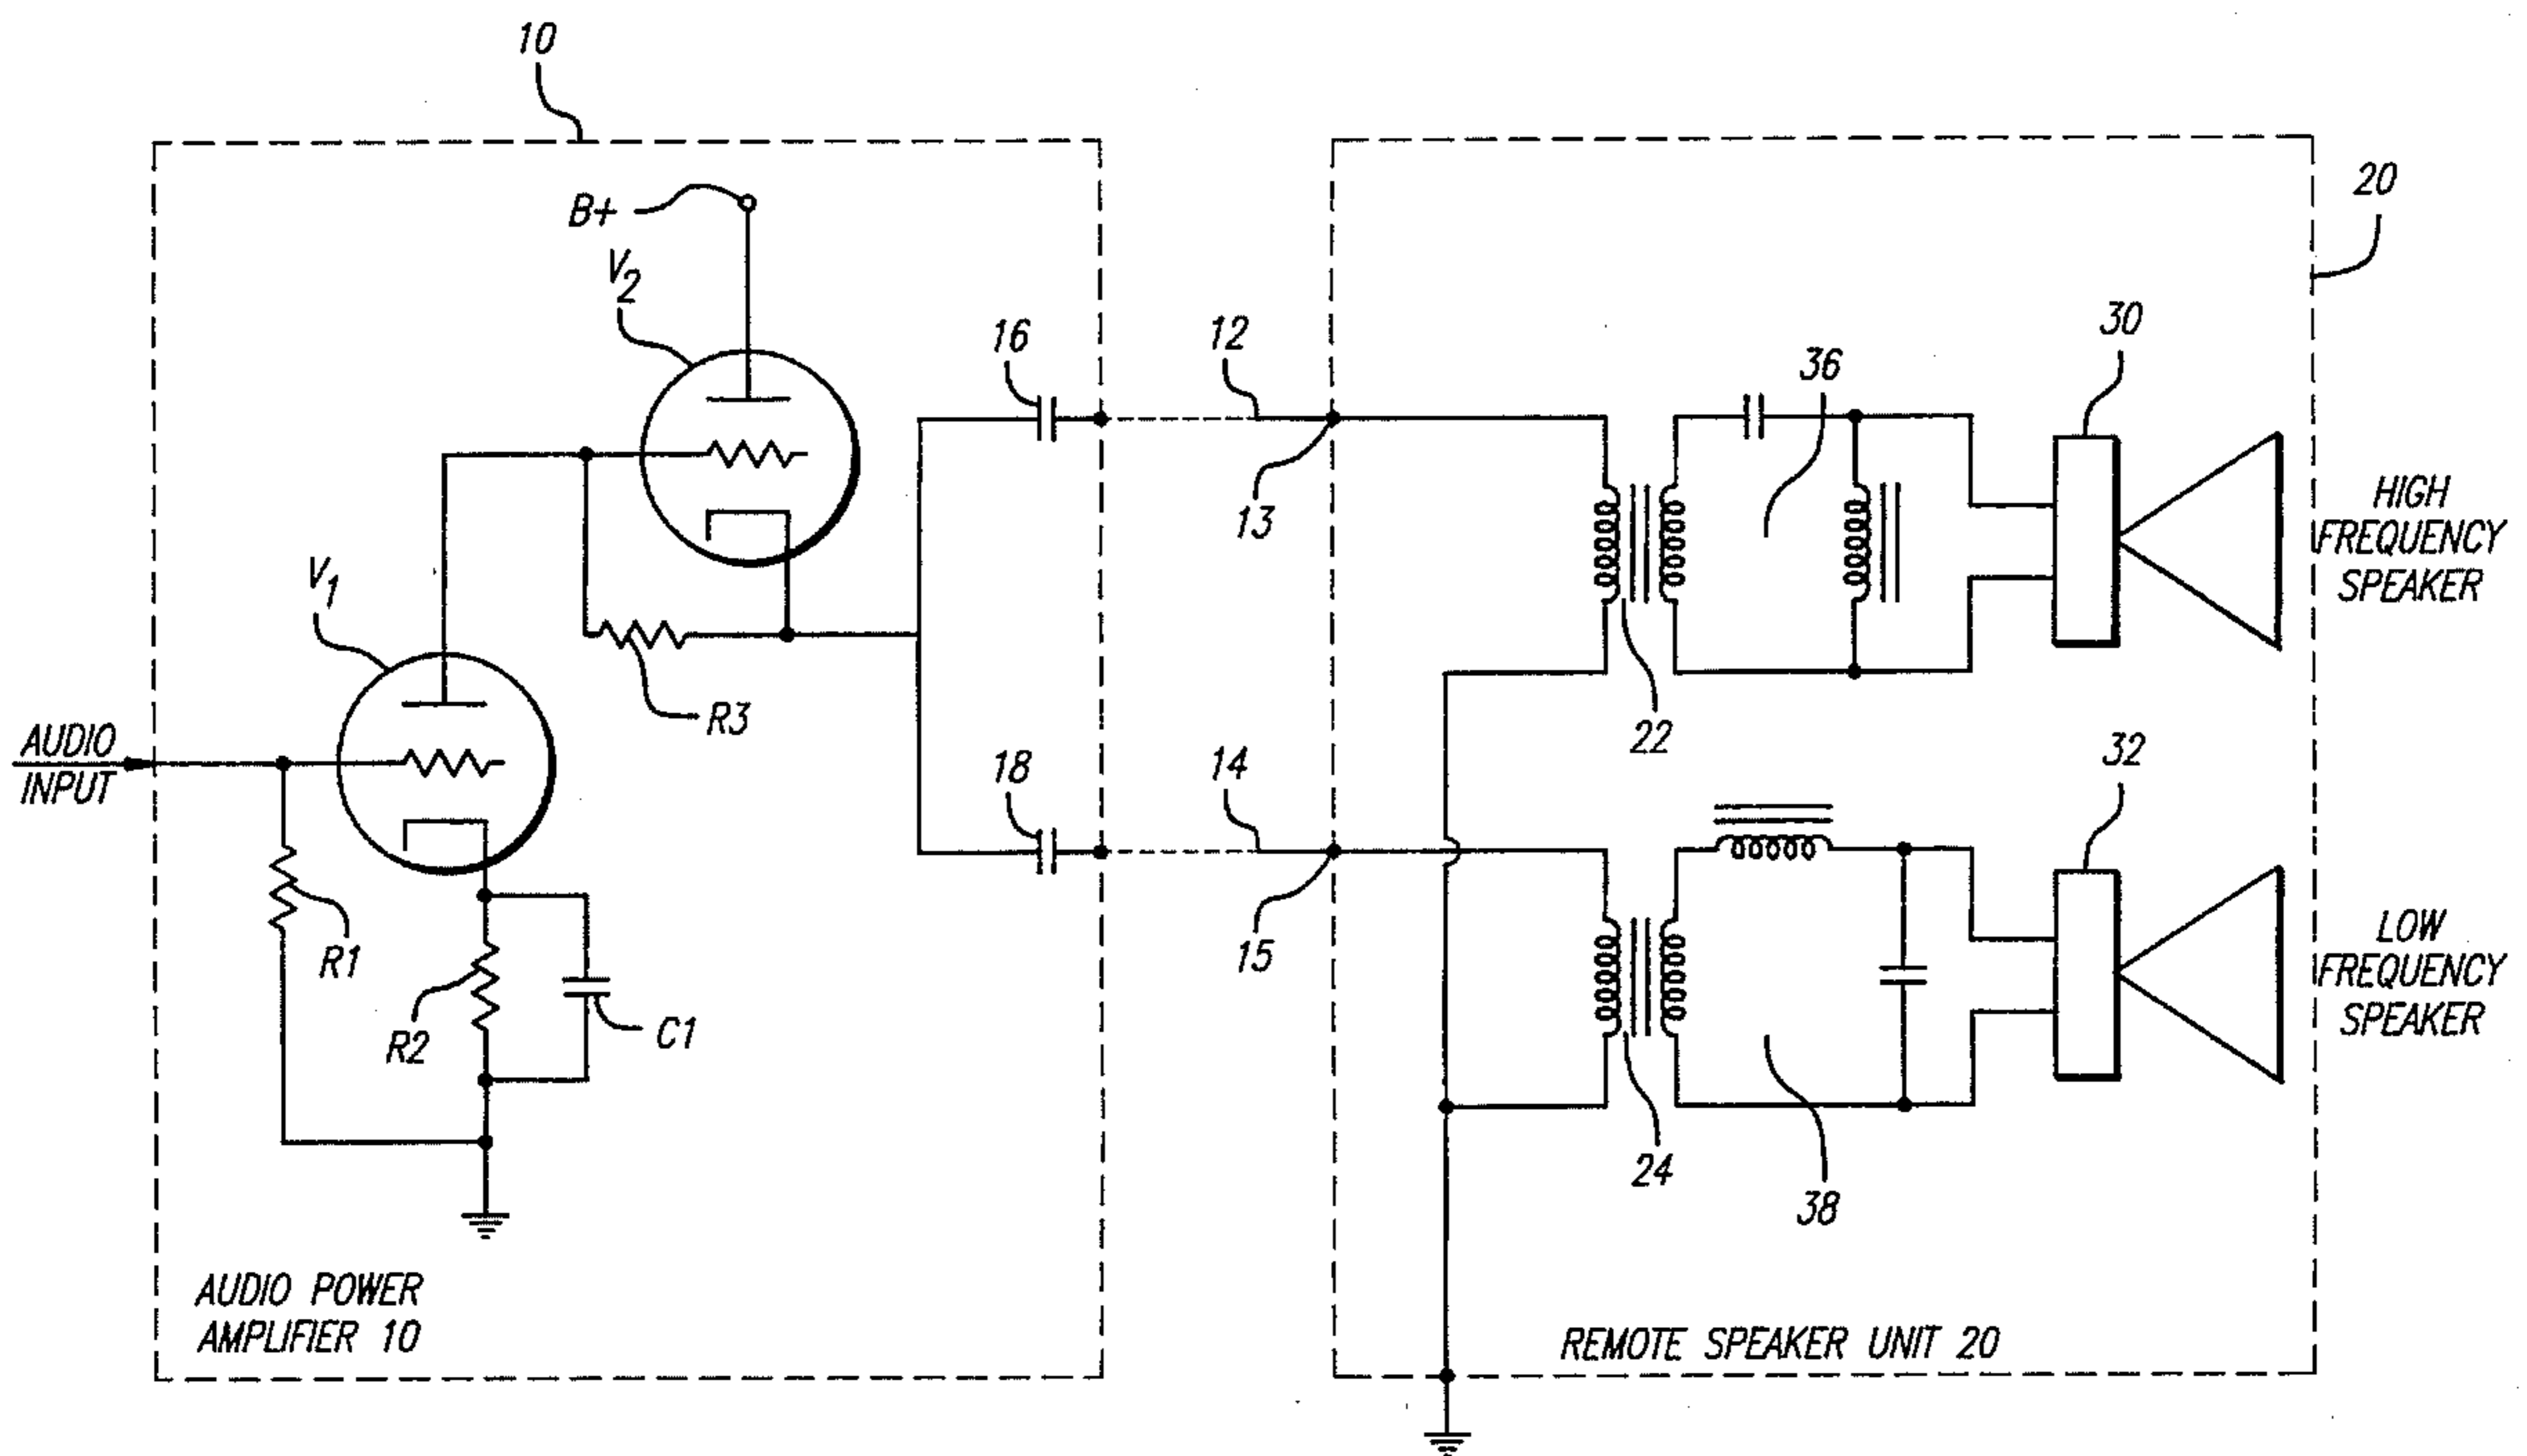 10
B+
V2
V1
16
12
13
36
30
20
HIGH
FREQUENCY
SPEAKER
R3
22
AUDIO
INPUT
18
14
15
32
R1
R2
C1
24
38
LOW
FREQUENCY
SPEAKER
AUDIO POWER
AMPLIFIER 10
REMOTE SPEAKER UNIT 20